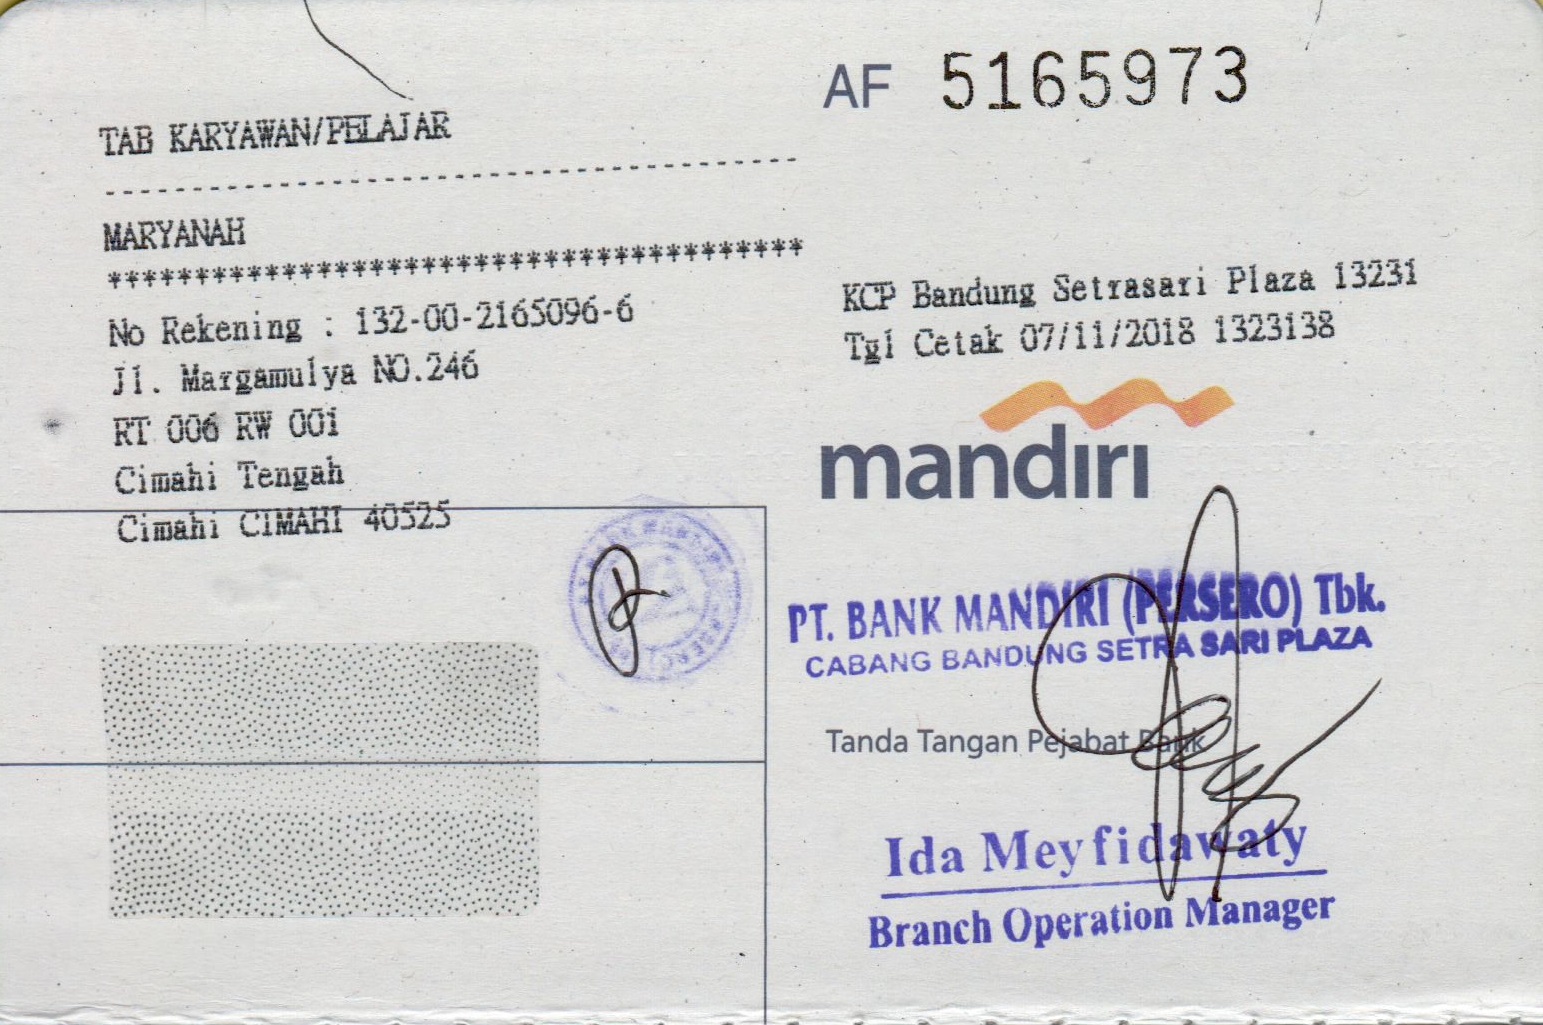 AF 5165973
TAB KARYAWAN/PELAJAR
----------------------------------------
MARYANAH
****************************************
No Rekening : 132-00-2165096-6
Jl. Margamulya NO.246
RT 006 RW 001
Cimahi Tengah
Cimahi CIMAHI 40525
KCP Bandung Setrasari Plaza 13231
Tgl Cetak 07/11/2018 1323138
mandiri
PT. BANK MANDIRI (PERSERO) Tbk.
CABANG BANDUNG SETRA SARI PLAZA
Tanda Tangan Pejabat Bank
Ida Meyfidawaty
Branch Operation Manager